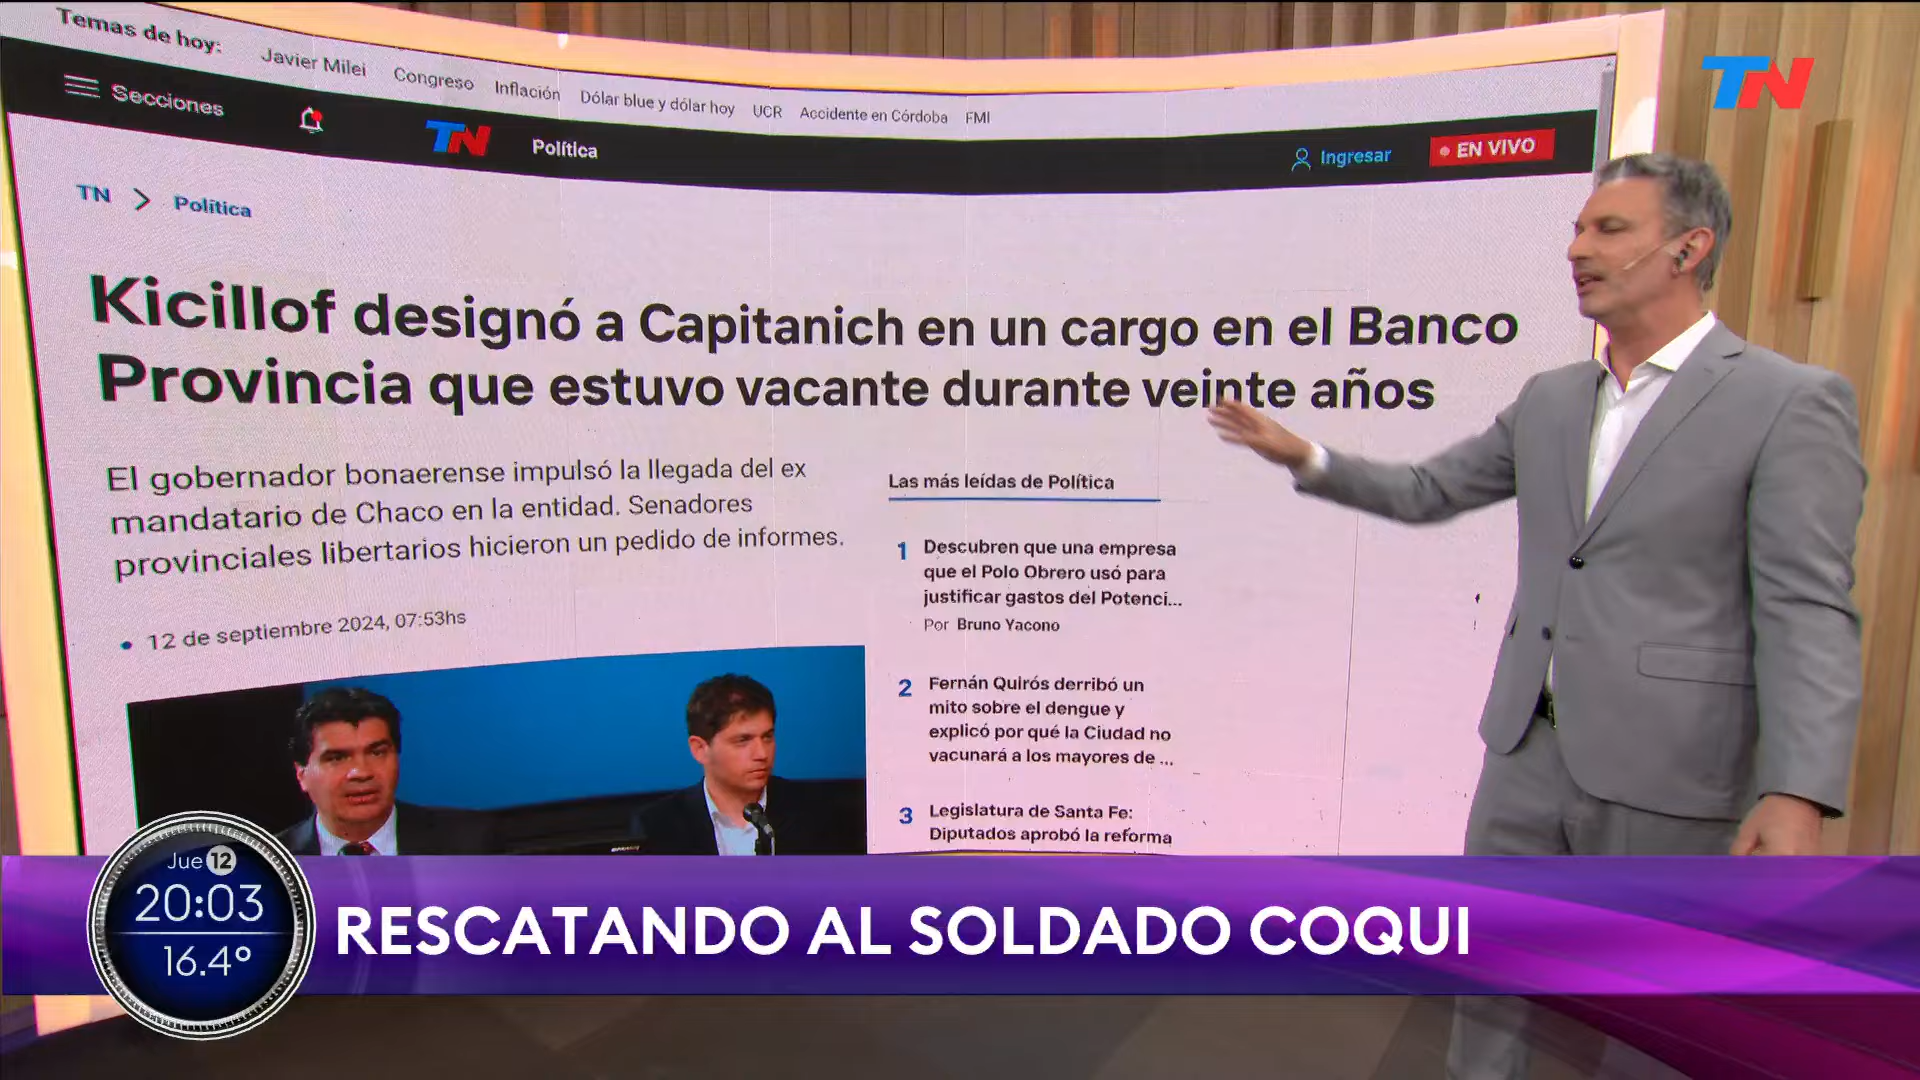 Temas de hoy:
Javier Milei
Congreso
Inflación
Dólar blue y dólar hoy
UCR
Accidente en Córdoba
FMI
TN
Secciones
TN
Política
Ingresar
EN VIVO
TN > Política
Kicillof designó a Capitanich en un cargo en el Banco
Provincia que estuvo vacante durante veinte años
El gobernador bonaerense impulsó la llegada del ex
mandatario de Chaco en la entidad. Senadores
provinciales libertarios hicieron un pedido de informes.
12 de septiembre 2024, 07:53hs
Las más leídas de Política
1 Descubren que una empresa
que el Polo Obrero usó para
justificar gastos del Potenci...
Por Bruno Yacono
2 Fernán Quirós derribó un
mito sobre el dengue y
explicó por qué la Ciudad no
vacunará a los mayores de ...
3 Legislatura de Santa Fe:
Diputados aprobó la reforma
Jue 12
20:03
16.4°
RESCATANDO AL SOLDADO COQUI